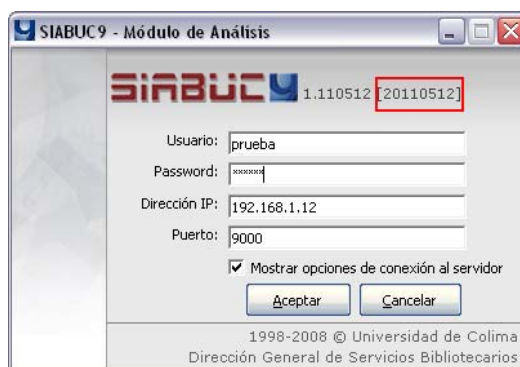 SIABUC9 - Módulo de Análisis
SIABUC9 1.110512 [20110512]
Usuario: prueba
Password: ******
Dirección IP: 192.168.1.12
Puerto: 9000
Mostrar opciones de conexión al servidor
Aceptar Cancelar
1998-2008 © Universidad de Colima
Dirección General de Servicios Bibliotecarios